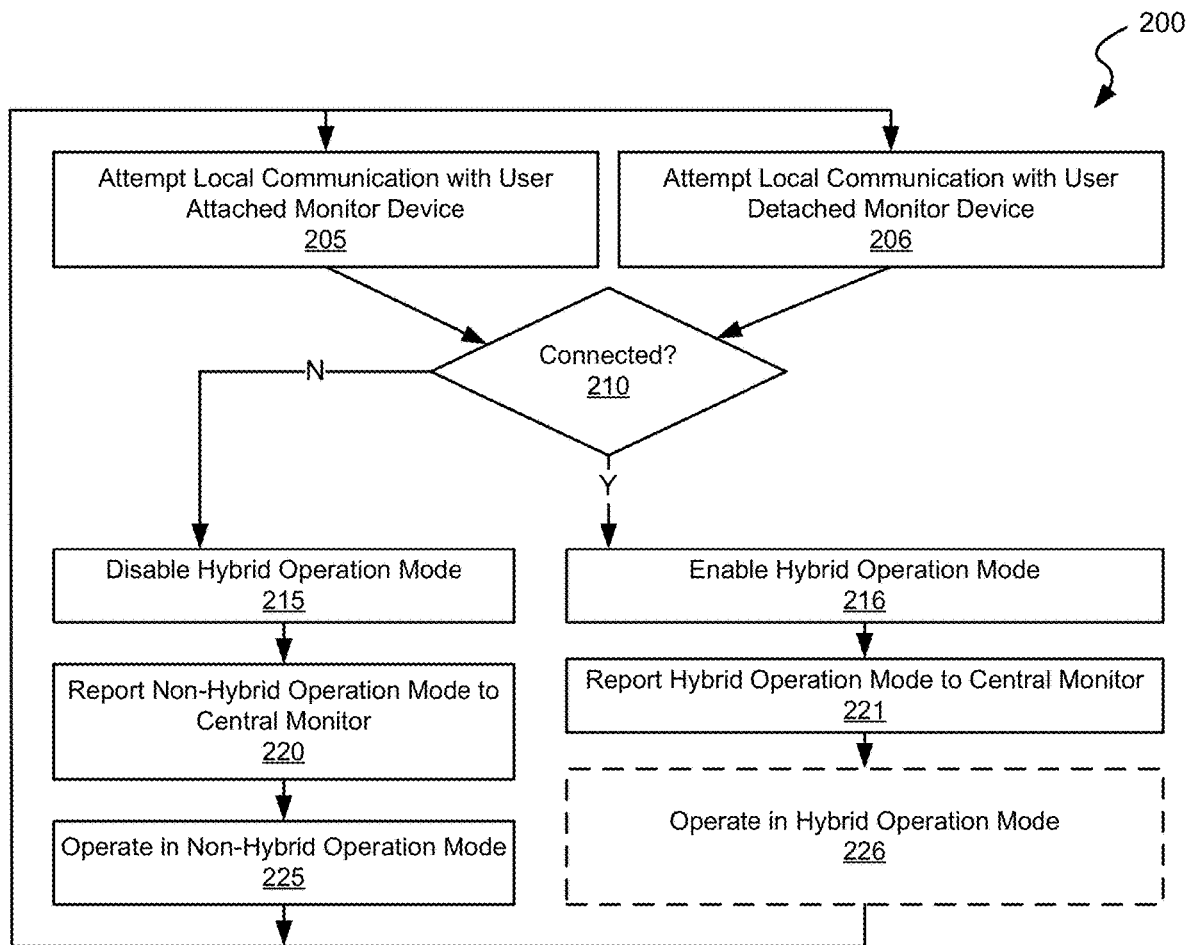 200
Attempt Local Communication with User
Attached Monitor Device
205
Attempt Local Communication with User
Detached Monitor Device
206
Connected?
210
N
Y
Disable Hybrid Operation Mode
215
Enable Hybrid Operation Mode
216
Report Non-Hybrid Operation Mode to
Central Monitor
220
Report Hybrid Operation Mode to Central Monitor
221
Operate in Non-Hybrid Operation Mode
225
Operate in Hybrid Operation Mode
226